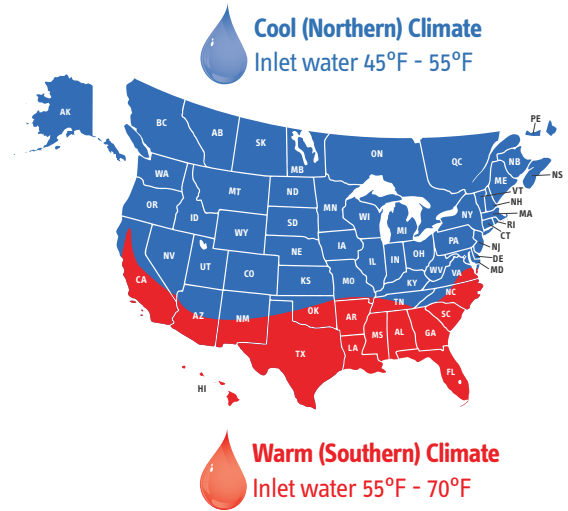 Cool (Northern) Climate
Inlet water 45°F - 55°F
AK
BC
AB
SK
MB
ON
QC
PE
NB
NS
ME
WA
MT
ND
MN
VT
NH
OR
ID
WY
SD
WI
MI
NY
MA
RI
CT
NV
UT
CO
NE
IA
IL
IN
OH
PA
NJ
DE
MD
CA
KS
MO
KY
WV
VA
AZ
NM
OK
AR
TN
NC
TX
LA
MS
AL
GA
SC
FL
HI
Warm (Southern) Climate
Inlet water 55°F - 70°F